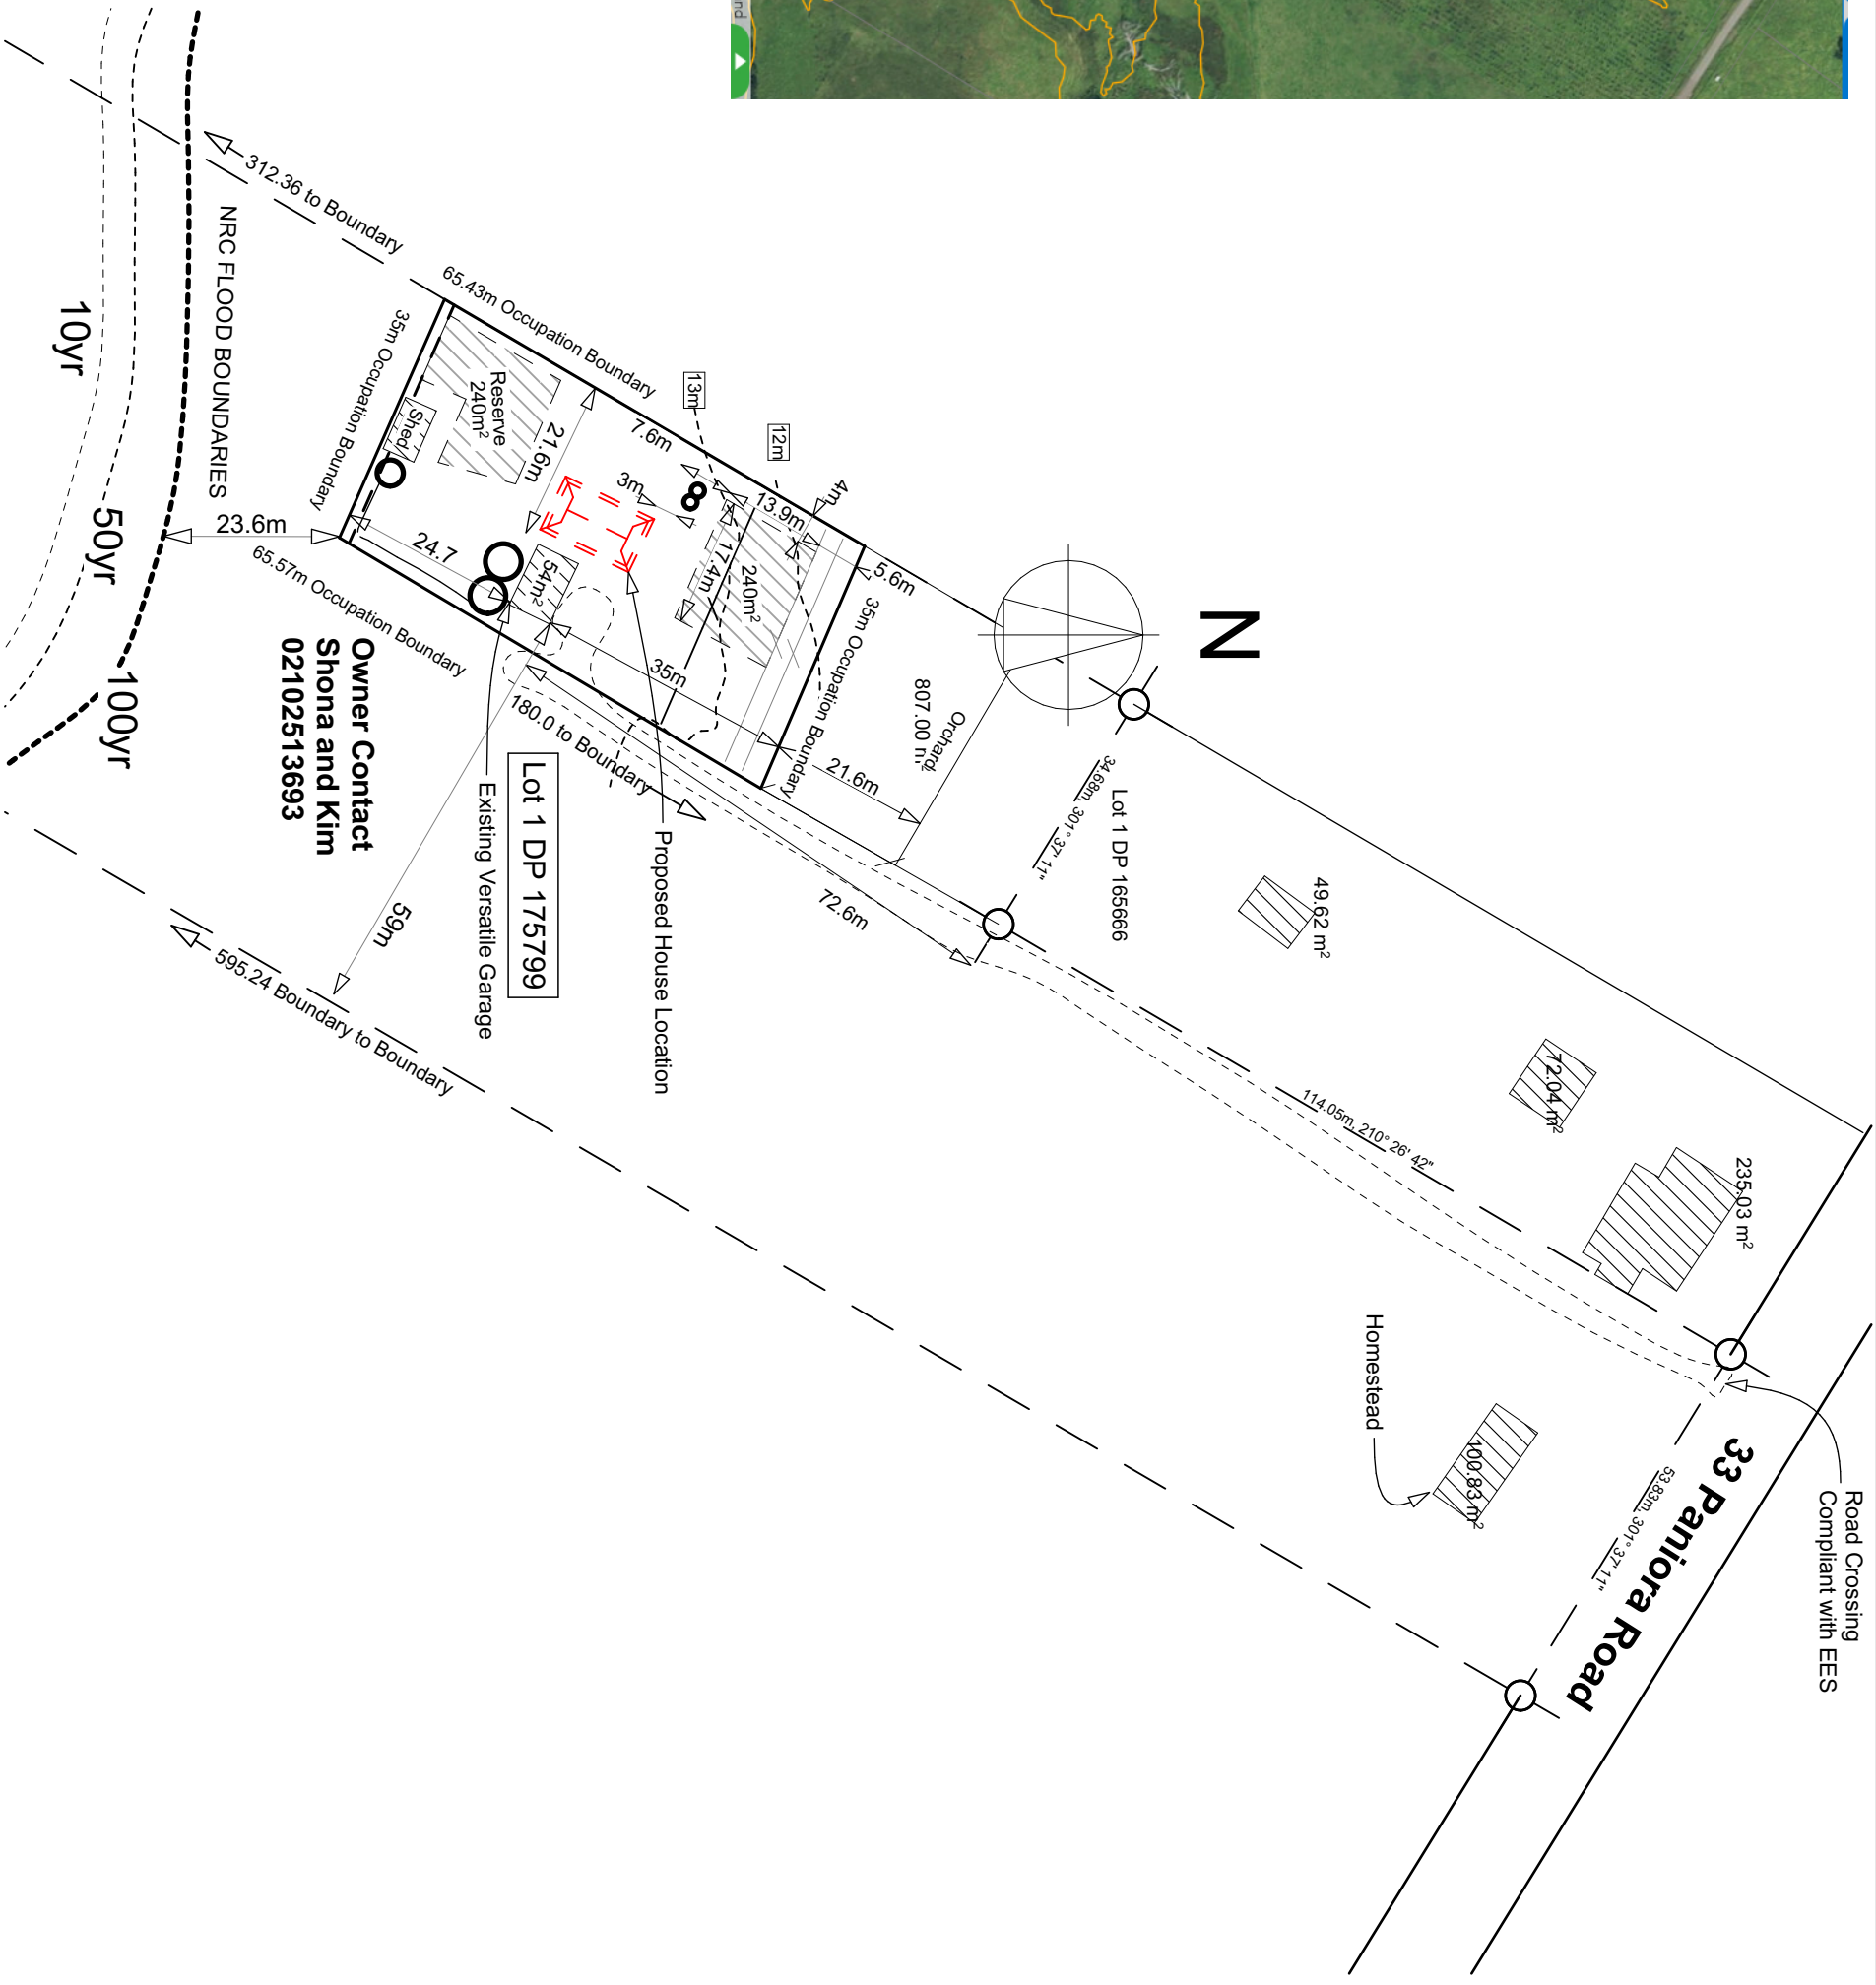 nd
N
33 Paniora Road
Road Crossing
Compliant with EES
53.83m, 301° 37' 11"
235.03 m²
72.04 m²
49.62 m²
Homestead
100.83 m²
114.05m, 210° 26' 42"
Lot 1 DP 165666
34.68m, 301° 37' 11"
Orchard
807.00
21.6m
72.6m
35m Occupation Boundary
5.6m
4m
13.9m
12m
13m
7.6m
240m²
17.4m
3m
35m
65.43m Occupation Boundary
21.6m
54m²
Reserve
240m²
Shed
24.7
35m Occupation Boundary
65.57m Occupation Boundary
180.0 to Boundary
Proposed House Location
Lot 1 DP 175799
Existing Versatile Garage
59m
595.24 Boundary to Boundary
312.36 to Boundary
NRC FLOOD BOUNDARIES
23.6m
10yr
50yr
100yr
Owner Contact
Shona and Kim
02102513693